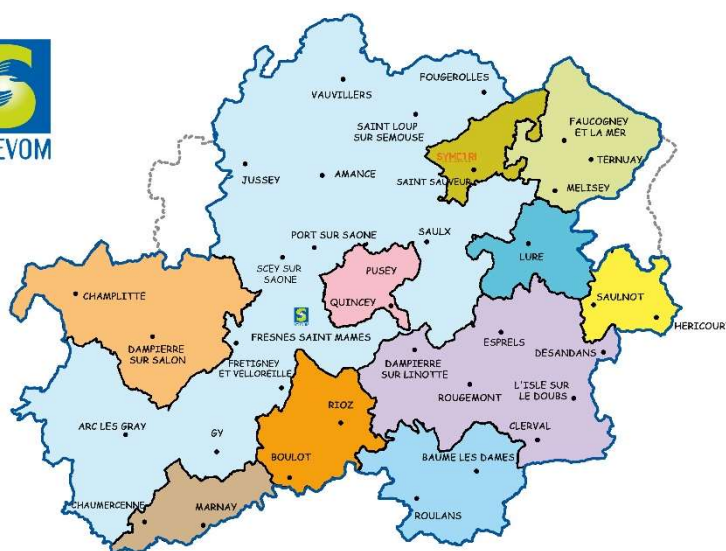 EVOM
FOUGEROLLES
VAUVILLERS
SAINT LOUP
SUR SEMOUSE
FAUCOGNEY
ET LA MER
SYMCTRI
TERNUAY
JUSSEY
AMANCE
SAINT SAUVEUR
MELISEY
PORT SUR SAONE
SAULX
SCEY SUR
SAONE
PUSEY
LURE
CHAMPLITTE
QUINCEY
SAULNOT
FRESNES SAINT MAMES
HERICOURT
DAMPIERRE
SUR SALON
ESPRELS
DESANDANS
FRETIGNEY
ET VELLOREILLE
DAMPIERRE
SUR LINOTTE
ROUGEMONT
L'ISLE SUR
LE DOUBS
ARC LES GRAY
GY
RIOZ
CLERVAL
BOULOT
BAUME LES DAMES
CHAUMERCENNE
MARNAY
ROULANS